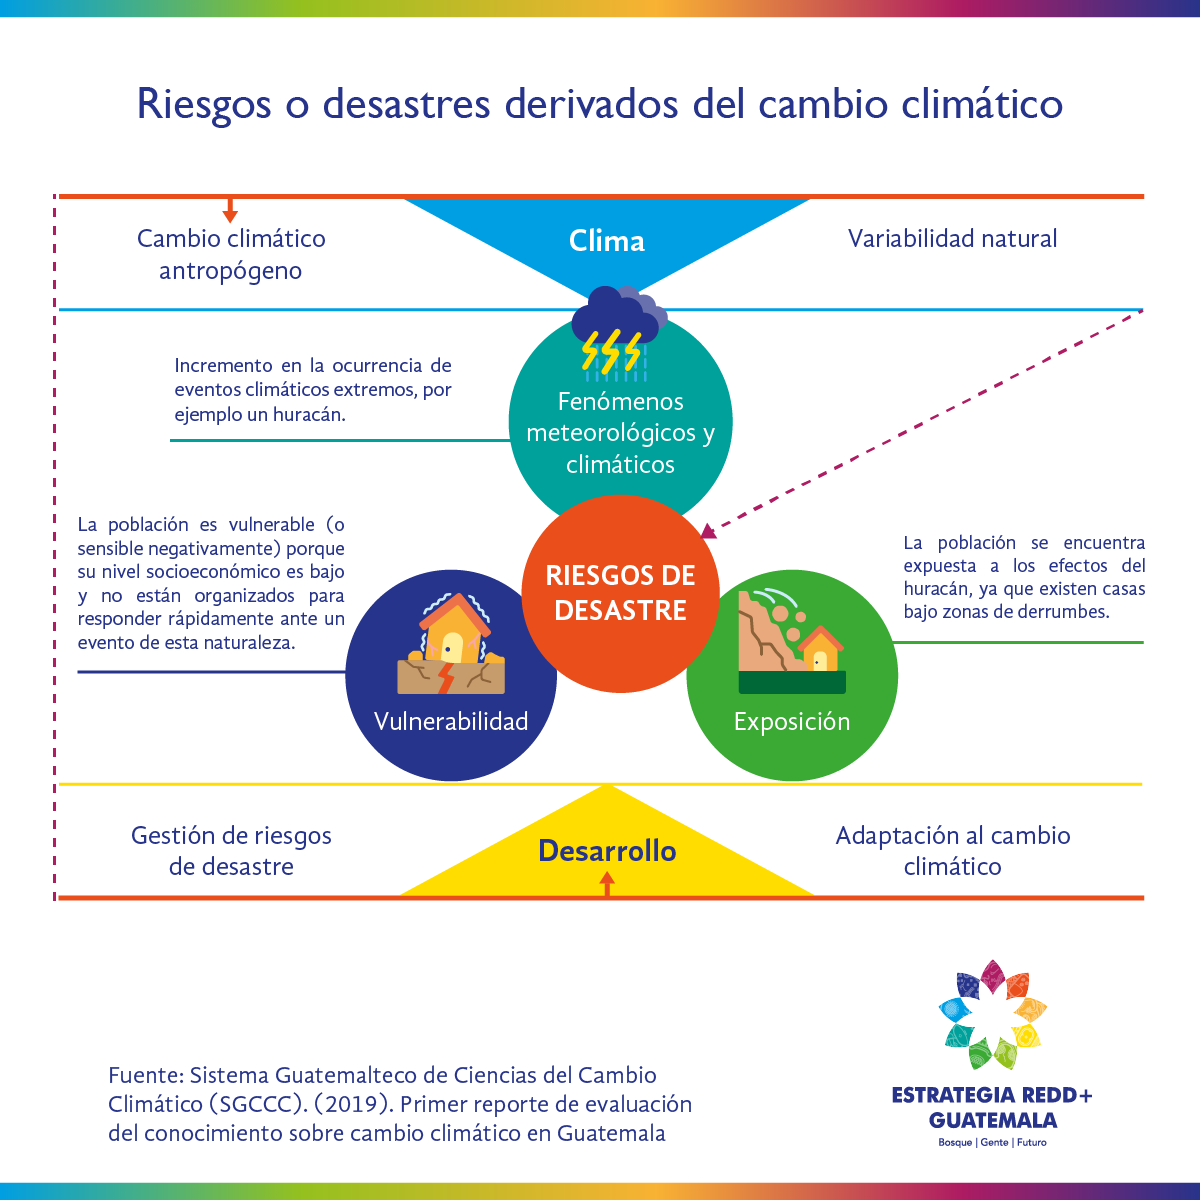 Riesgos o desastres derivados del cambio climático
Cambio climático
antropógeno
Clima
Variabilidad natural
Incremento en la ocurrencia de
eventos climáticos extremos, por
ejemplo un huracán.
Fenómenos
meteorológicos y
climáticos
La población es vulnerable (o
sensible negativamente) porque
su nivel socioeconómico es bajo
y no están organizados para
responder rápidamente ante un
evento de esta naturaleza.
RIESGOS DE
DESASTRE
La población se encuentra
expuesta a los efectos del
huracán, ya que existen casas
bajo zonas de derrumbes.
Vulnerabilidad
Exposición
Gestión de riesgos
de desastre
Desarrollo
Adaptación al cambio
climático
Fuente: Sistema Guatemalteco de Ciencias del Cambio
Climático (SGCCC). (2019). Primer reporte de evaluación
del conocimiento sobre cambio climático en Guatemala
ESTRATEGIA REDD+
GUATEMALA
Bosque | Gente | Futuro